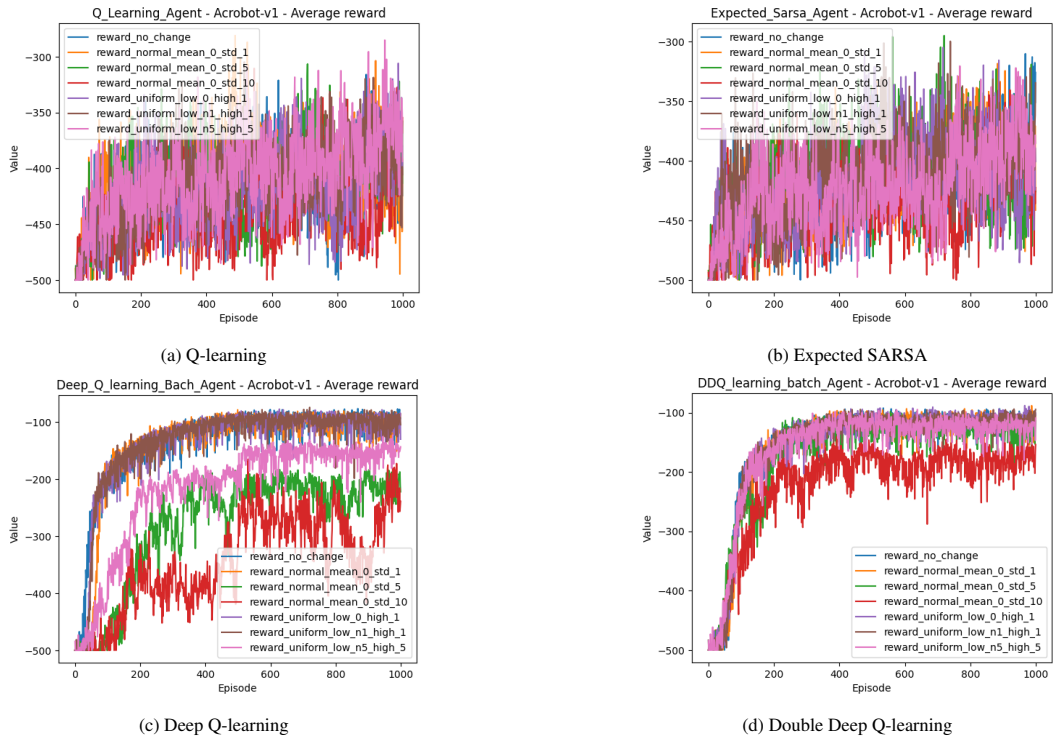 Q_Learning_Agent - Acrobot-v1 - Average reward
reward_no_change
reward_normal_mean_0_std_1
reward_normal_mean_0_std_5
reward_normal_mean_0_std_10
reward_uniform_low_0_high_1
reward_uniform_low_n1_high_1
reward_uniform_low_n5_high_5
−300
−350
−400
−450
−500
Value
0 200 400 600 800 1000
Episode
(a) Q-learning
Expected_Sarsa_Agent - Acrobot-v1 - Average reward
reward_no_change
reward_normal_mean_0_std_1
reward_normal_mean_0_std_5
reward_normal_mean_0_std_10
reward_uniform_low_0_high_1
reward_uniform_low_n1_high_1
reward_uniform_low_n5_high_5
−300
−350
−400
−450
−500
Value
0 200 400 600 800 1000
Episode
(b) Expected SARSA
Deep_Q_learning_Bach_Agent - Acrobot-v1 - Average reward
−100
−200
−300
−400
−500
Value
reward_no_change
reward_normal_mean_0_std_1
reward_normal_mean_0_std_5
reward_normal_mean_0_std_10
reward_uniform_low_0_high_1
reward_uniform_low_n1_high_1
reward_uniform_low_n5_high_5
0 200 400 600 800 1000
Episode
(c) Deep Q-learning
DDQ_learning_batch_Agent - Acrobot-v1 - Average reward
−100
−200
−300
−400
−500
Value
reward_no_change
reward_normal_mean_0_std_1
reward_normal_mean_0_std_5
reward_normal_mean_0_std_10
reward_uniform_low_0_high_1
reward_uniform_low_n1_high_1
reward_uniform_low_n5_high_5
0 200 400 600 800 1000
Episode
(d) Double Deep Q-learning